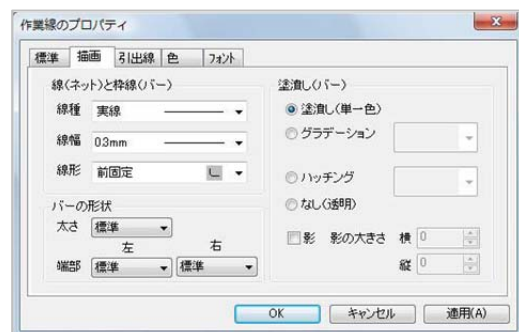 作業線のプロパティ
標準 描画 引出線 色 フォント
線(ネット)と枠線(バー)
線種 実線
線幅 0.3mm
線形 前固定
バーの形状
太さ 標準
左 右
端部 標準 標準
塗潰し(バー)
塗潰し(単一色)
グラデーション
ハッチング
なし(透明)
影 影の大きさ 横 0
縦 0
OK キャンセル 適用(A)